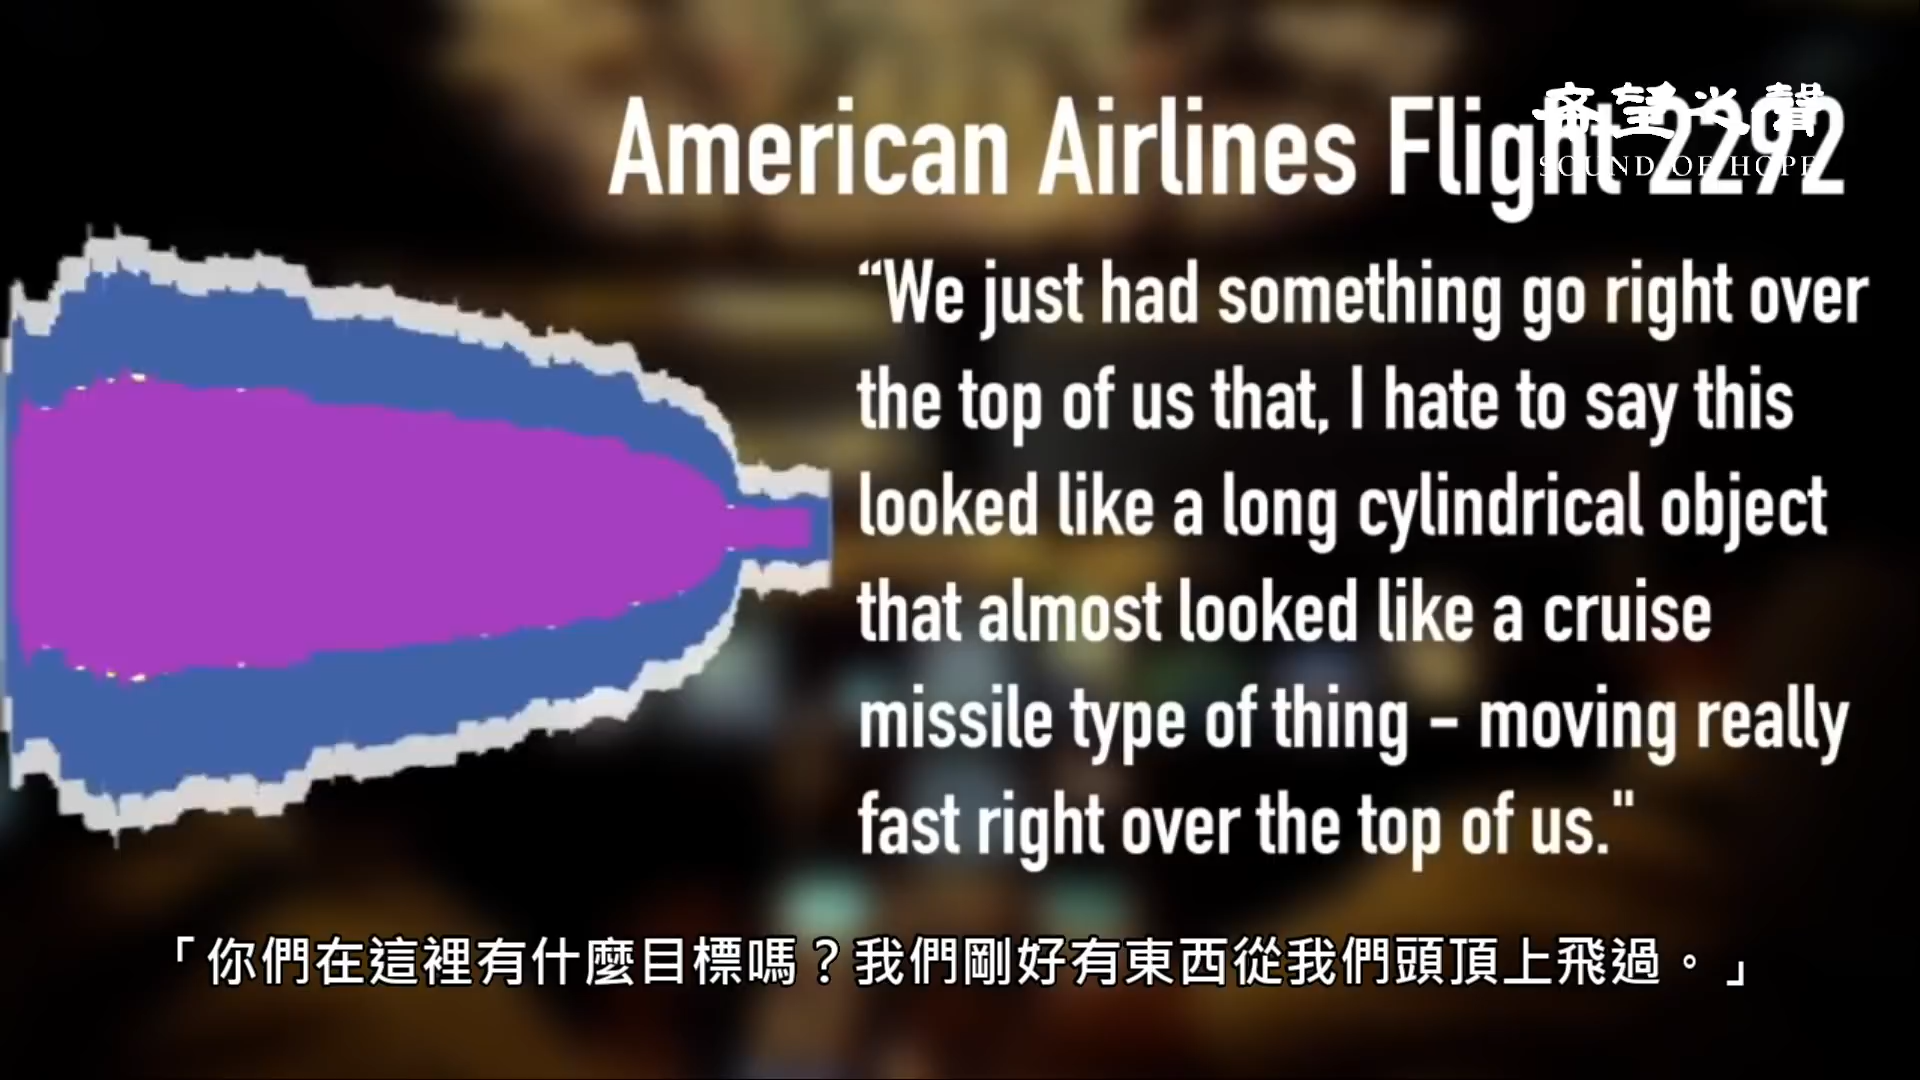 希望之聲
SOUND OF HOPE
American Airlines Flight 2292
“We just had something go right over
the top of us that, I hate to say this
looked like a long cylindrical object
that almost looked like a cruise
missile type of thing – moving really
fast right over the top of us."
「你們在這裡有什麼目標嗎？我們剛好有東西從我們頭頂上飛過。」